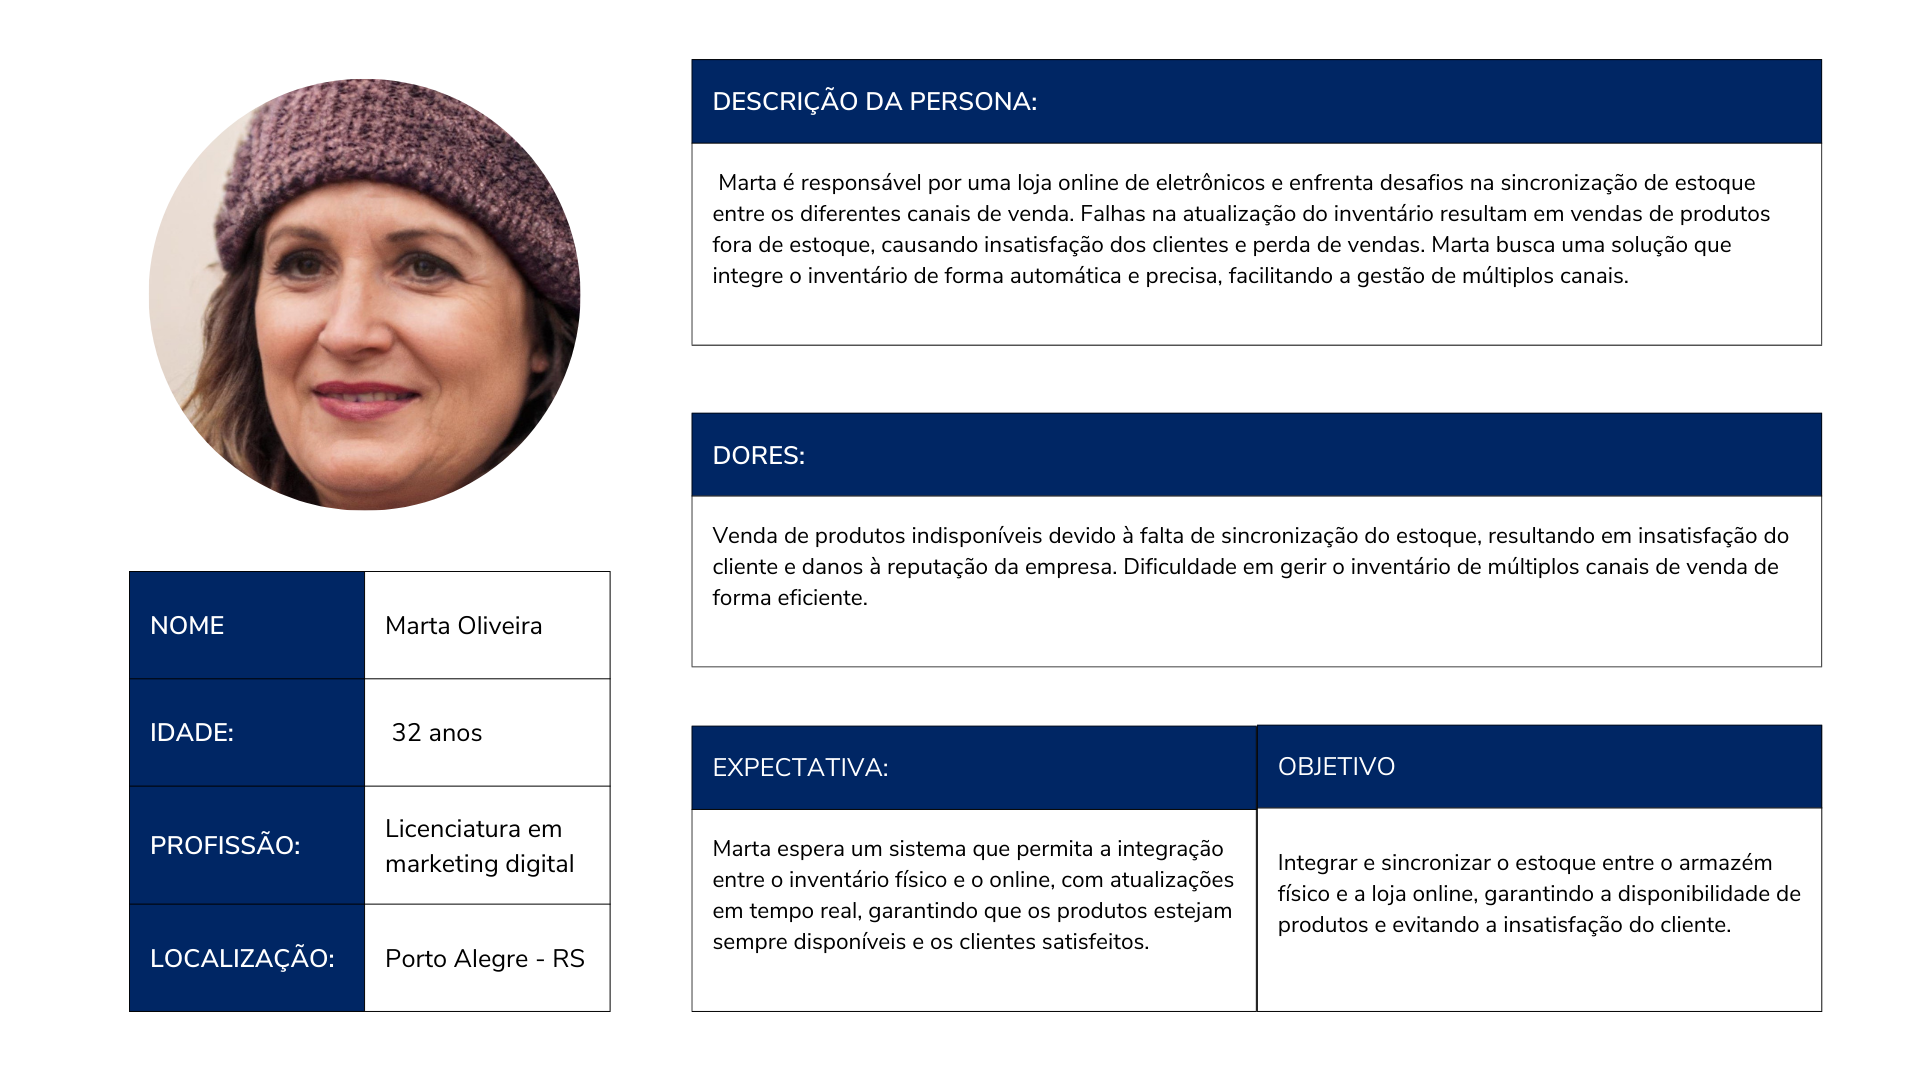 NOME
Marta Oliveira
IDADE:
32 anos
PROFISSÃO:
Licenciatura em
marketing digital
LOCALIZAÇÃO:
Porto Alegre - RS
DESCRIÇÃO DA PERSONA:
Marta é responsável por uma loja online de eletrônicos e enfrenta desafios na sincronização de estoque
entre os diferentes canais de venda. Falhas na atualização do inventário resultam em vendas de produtos
fora de estoque, causando insatisfação dos clientes e perda de vendas. Marta busca uma solução que
integre o inventário de forma automática e precisa, facilitando a gestão de múltiplos canais.
DORES:
Venda de produtos indisponíveis devido à falta de sincronização do estoque, resultando em insatisfação do
cliente e danos à reputação da empresa. Dificuldade em gerir o inventário de múltiplos canais de venda de
forma eficiente.
EXPECTATIVA:
Marta espera um sistema que permita a integração
entre o inventário físico e o online, com atualizações
em tempo real, garantindo que os produtos estejam
sempre disponíveis e os clientes satisfeitos.
OBJETIVO
Integrar e sincronizar o estoque entre o armazém
físico e a loja online, garantindo a disponibilidade de
produtos e evitando a insatisfação do cliente.